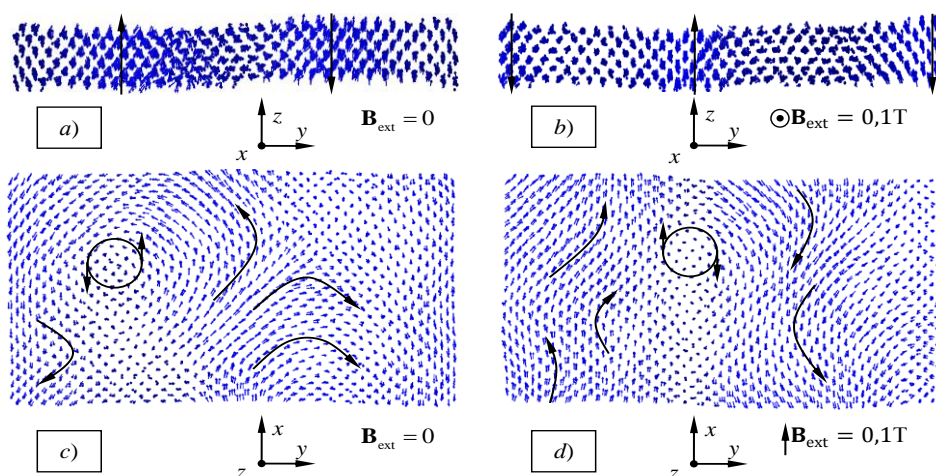 a)
z
y
x
B_ext = 0
b)
z
y
x
⊙B_ext = 0,1T
c)
x
y
z
B_ext = 0
d)
x
y
z
B_ext = 0,1T